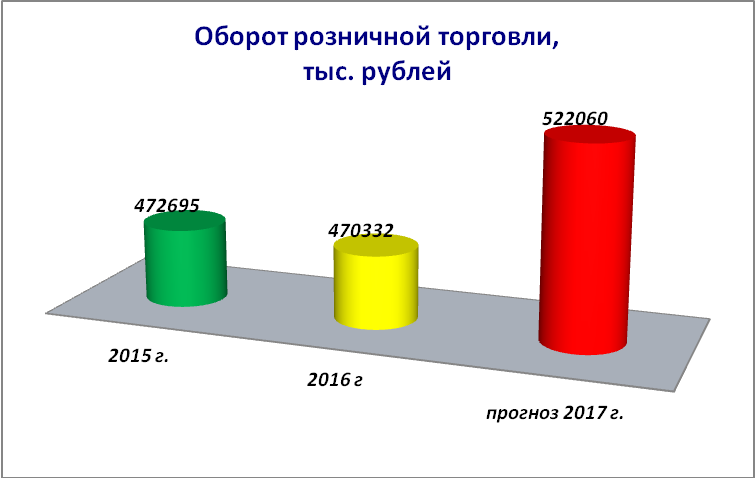 Оборот розничной торговли,
тыс. рублей
472695
470332
522060
2015 г.
2016 г
прогноз 2017 г.